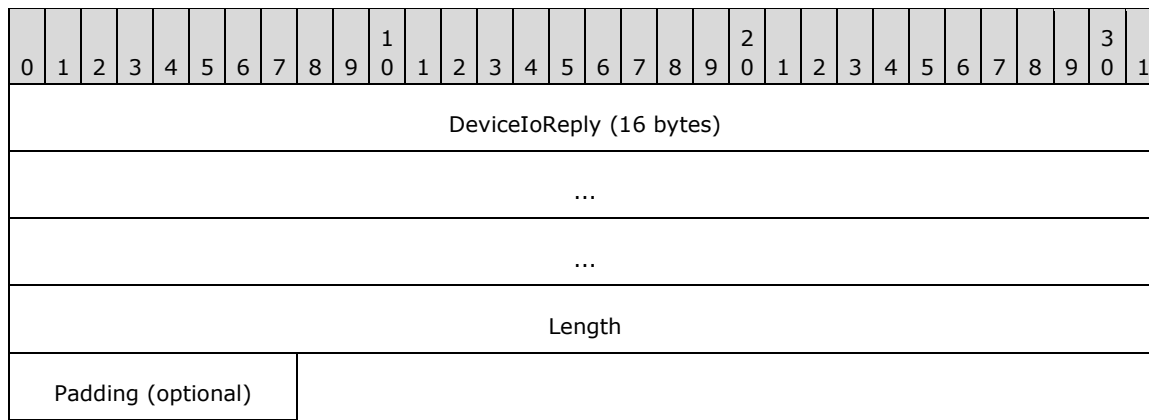 1 2 3
0 1 2 3 4 5 6 7 8 9 0 1 2 3 4 5 6 7 8 9 0 1 2 3 4 5 6 7 8 9 0 1
DeviceIoReply (16 bytes)
...
...
Length
Padding (optional)